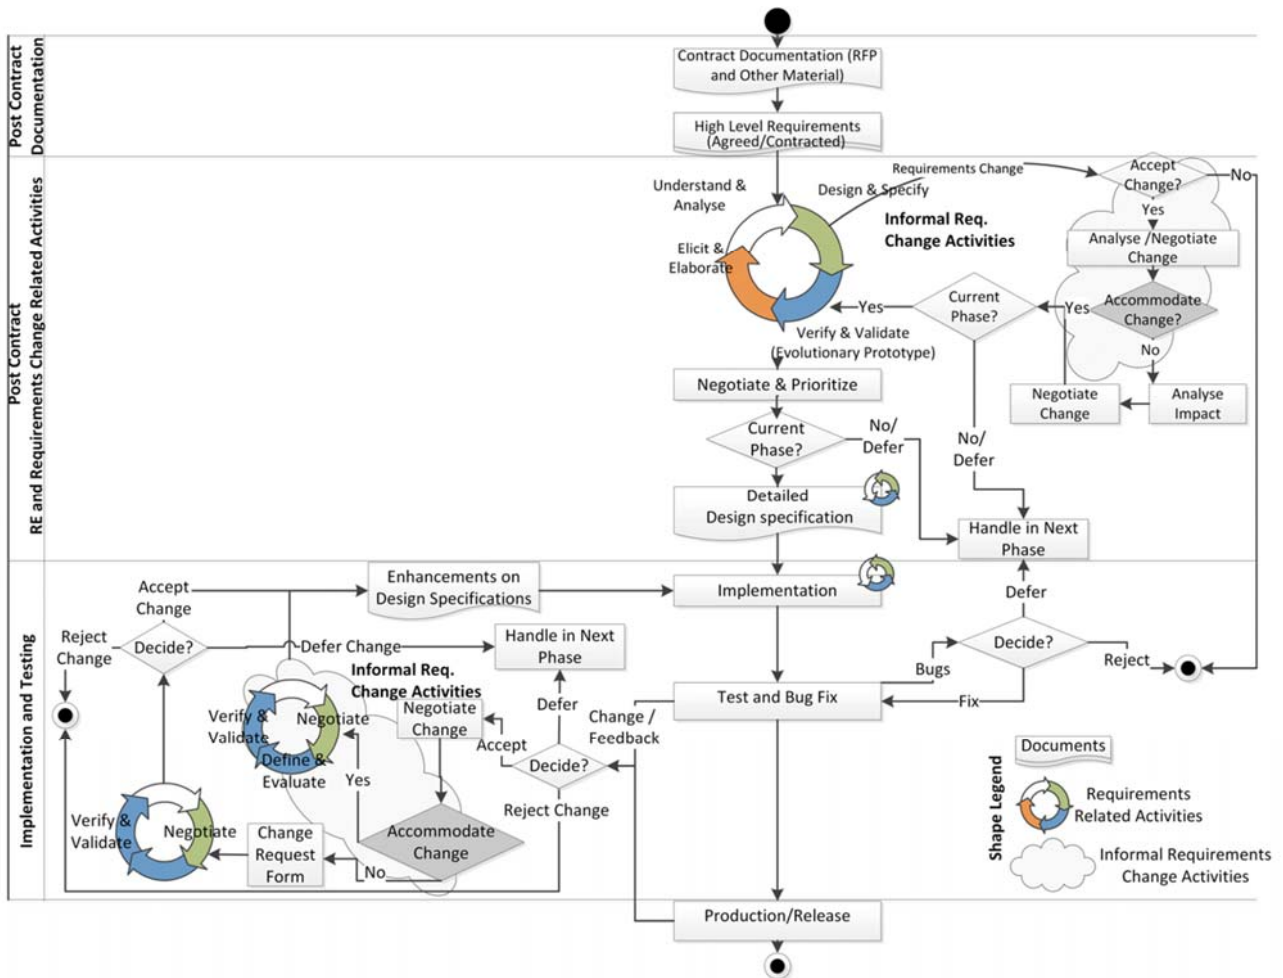 Post Contract
Documentation
Contract Documentation (RFP
and Other Material)
High Level Requirements
(Agreed/Contracted)
Post Contract
RE and Requirements Change Related Activities
Understand &
Analyse
Design & Specify
Requirements Change
Accept
Change?
No
Yes
Informal Req.
Change Activities
Analyse /Negotiate
Change
Elicit &
Elaborate
Yes
Current
Phase?
Yes
Accommodate
Change?
Verify & Validate
(Evolutionary Prototype)
No
Negotiate & Prioritize
Negotiate
Change
Analyse
Impact
Current
Phase?
No/
Defer
No/
Defer
Detailed
Design specification
Handle in Next
Phase
Implementation and Testing
Accept
Change
Enhancements on
Design Specifications
Implementation
Defer
Reject
Change
Decide?
Defer Change
Handle in Next
Phase
Decide?
Reject
Bugs
Informal Req.
Change Activities
Test and Bug Fix
Fix
Verify &
Validate
Negotiate
Define &
Evaluate
Negotiate
Change
Defer
Change /
Feedback
Accept
Decide?
Yes
Reject Change
Verify &
Validate
Negotiate
Change
Request
Form
Accommodate
Change
No
Shape Legend
Documents
Requirements
Related Activities
Informal Requirements
Change Activities
Production/Release